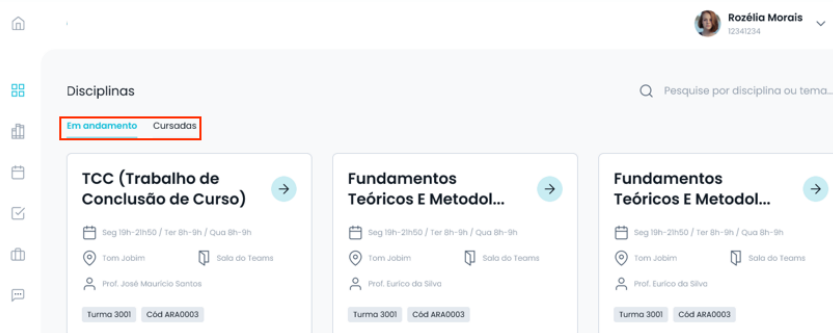 Rozélia Morais
12341234
Disciplinas
Pesquise por disciplina ou tema...
Em andamento Cursadas
TCC (Trabalho de
Conclusão de Curso)
Seg 19h-21h50 / Ter 8h-9h / Qua 8h-9h
Tom Jobim Sala do Teams
Prof. José Maurício Santos
Turma 3001 Cód ARA0003
Fundamentos
Teóricos E Metodol...
Seg 19h-21h50 / Ter 8h-9h / Qua 8h-9h
Tom Jobim Sala do Teams
Prof. Eurico da Silva
Turma 3001 Cód ARA0003
Fundamentos
Teóricos E Metodol...
Seg 19h-21h50 / Ter 8h-9h / Qua 8h-9h
Tom Jobim Sala do Teams
Prof. Eurico da Silva
Turma 3001 Cód ARA0003